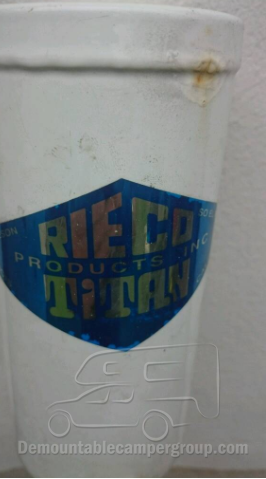 RIECO
PRODUCTS INC
TiTAN
Demountablecampergroup.com